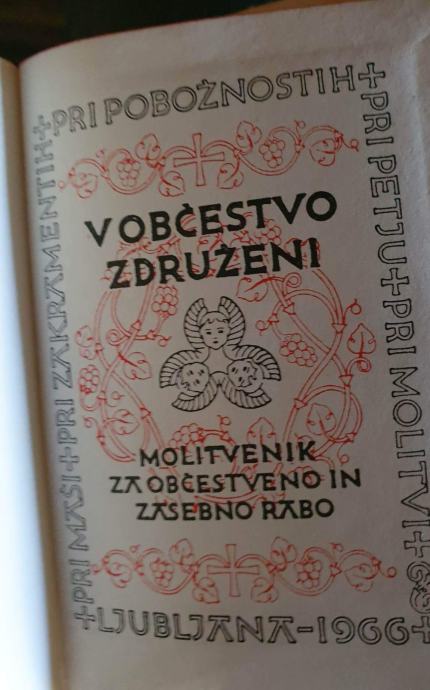 +PRI MAŠI+PRI ZAKRAMENTIH+
PRI POBOŽNOSTIH
+PRI PETJU+PRI MOLITVI+
V OBČESTVO
ZDRUŽENI
MOLITVENIK
ZA OBČESTVENO IN
ZASEBNO RABO
+LJUBLJANA-1966+